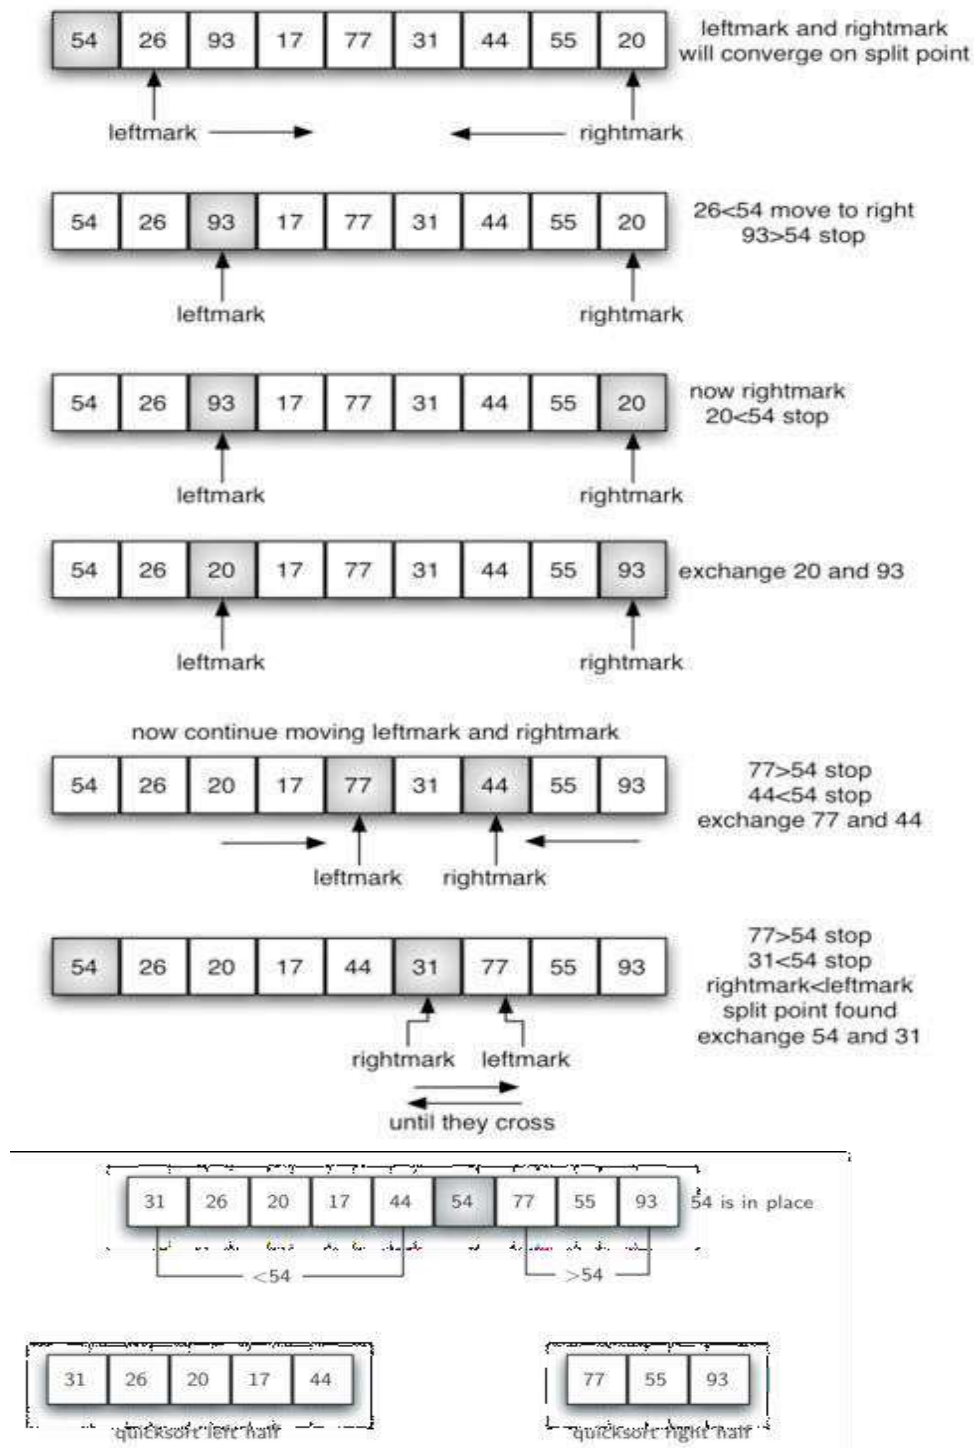 54 26 93 17 77 31 44 55 20
leftmark and rightmark
will converge on split point
leftmark rightmark
54 26 93 17 77 31 44 55 20
26<54 move to right
93>54 stop
leftmark rightmark
54 26 93 17 77 31 44 55 20
now rightmark
20<54 stop
leftmark rightmark
54 26 20 17 77 31 44 55 93
exchange 20 and 93
leftmark rightmark
now continue moving leftmark and rightmark
54 26 20 17 77 31 44 55 93
77>54 stop
44<54 stop
exchange 77 and 44
leftmark rightmark
54 26 20 17 44 31 77 55 93
77>54 stop
31<54 stop
rightmark<leftmark
split point found
exchange 54 and 31
rightmark leftmark
until they cross
31 26 20 17 44 54 77 55 93
54 is in place
<54 >54
31 26 20 17 44
77 55 93
quicksort left half
quicksort right half